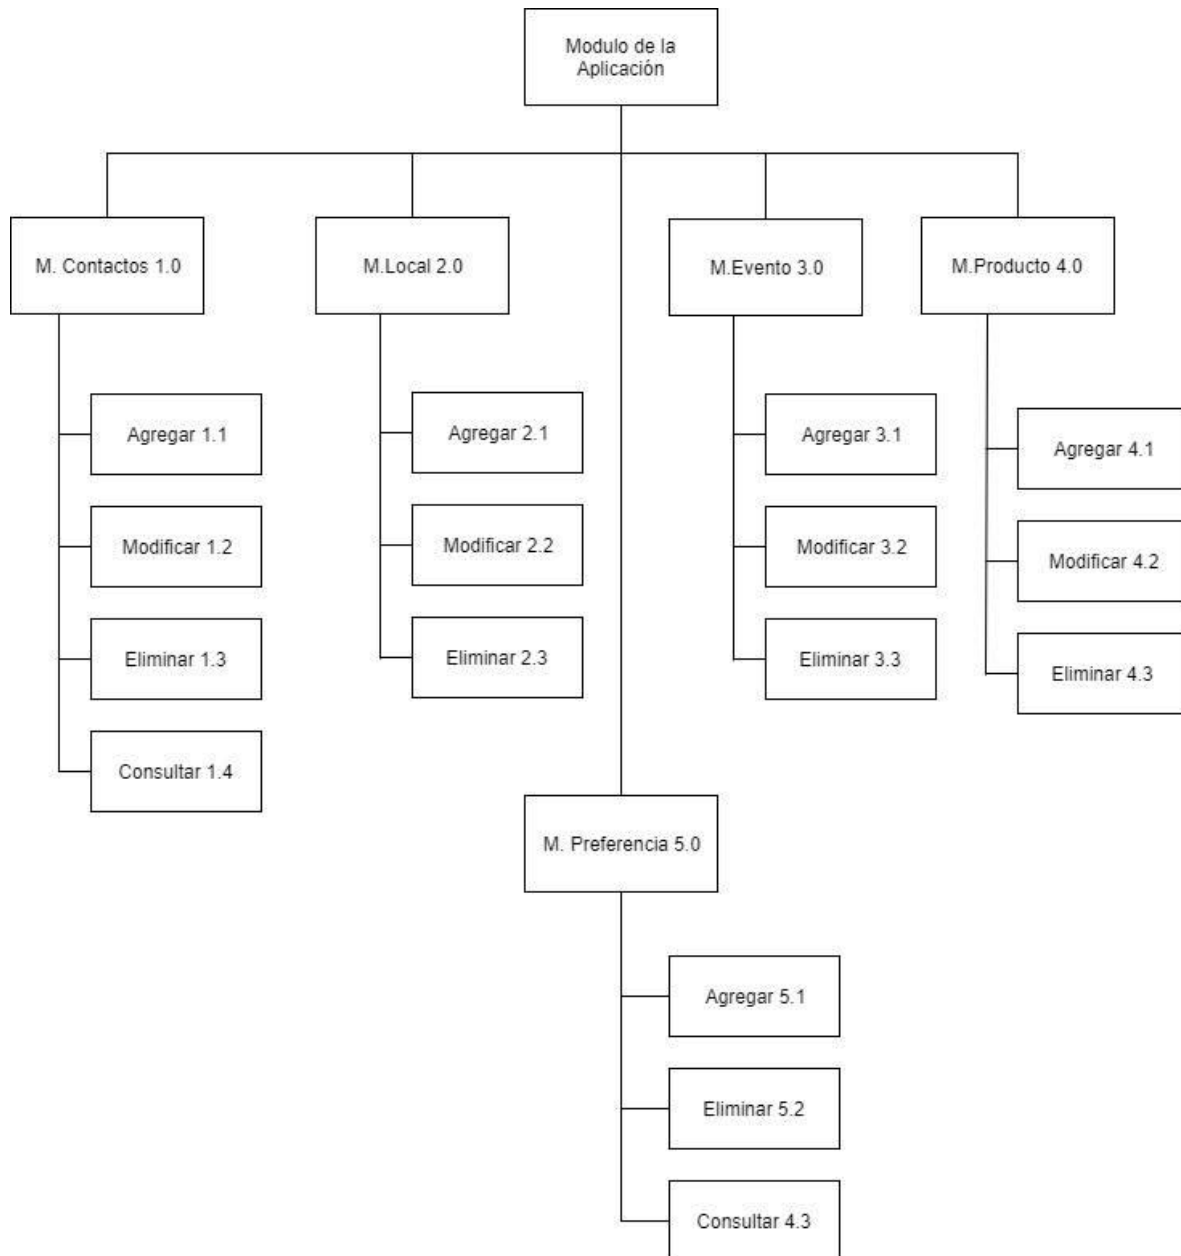 Modulo de la
Aplicación
M. Contactos 1.0
M.Local 2.0
M.Evento 3.0
M.Producto 4.0
Agregar 1.1
Modificar 1.2
Eliminar 1.3
Consultar 1.4
Agregar 2.1
Modificar 2.2
Eliminar 2.3
Agregar 3.1
Modificar 3.2
Eliminar 3.3
Agregar 4.1
Modificar 4.2
Eliminar 4.3
M. Preferencia 5.0
Agregar 5.1
Eliminar 5.2
Consultar 4.3